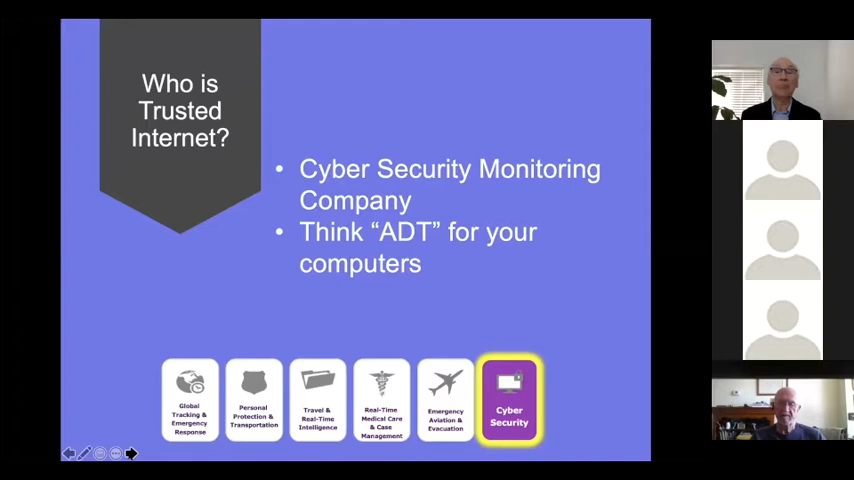 Who is
Trusted
Internet?
• Cyber Security Monitoring
Company
• Think “ADT” for your
computers
Global
Tracking &
Emergency
Response
Personal
Protection &
Transportation
Travel &
Real-Time
Intelligence
Real-Time
Medical Care
& Case
Management
Emergency
Aviation &
Evacuation
Cyber
Security